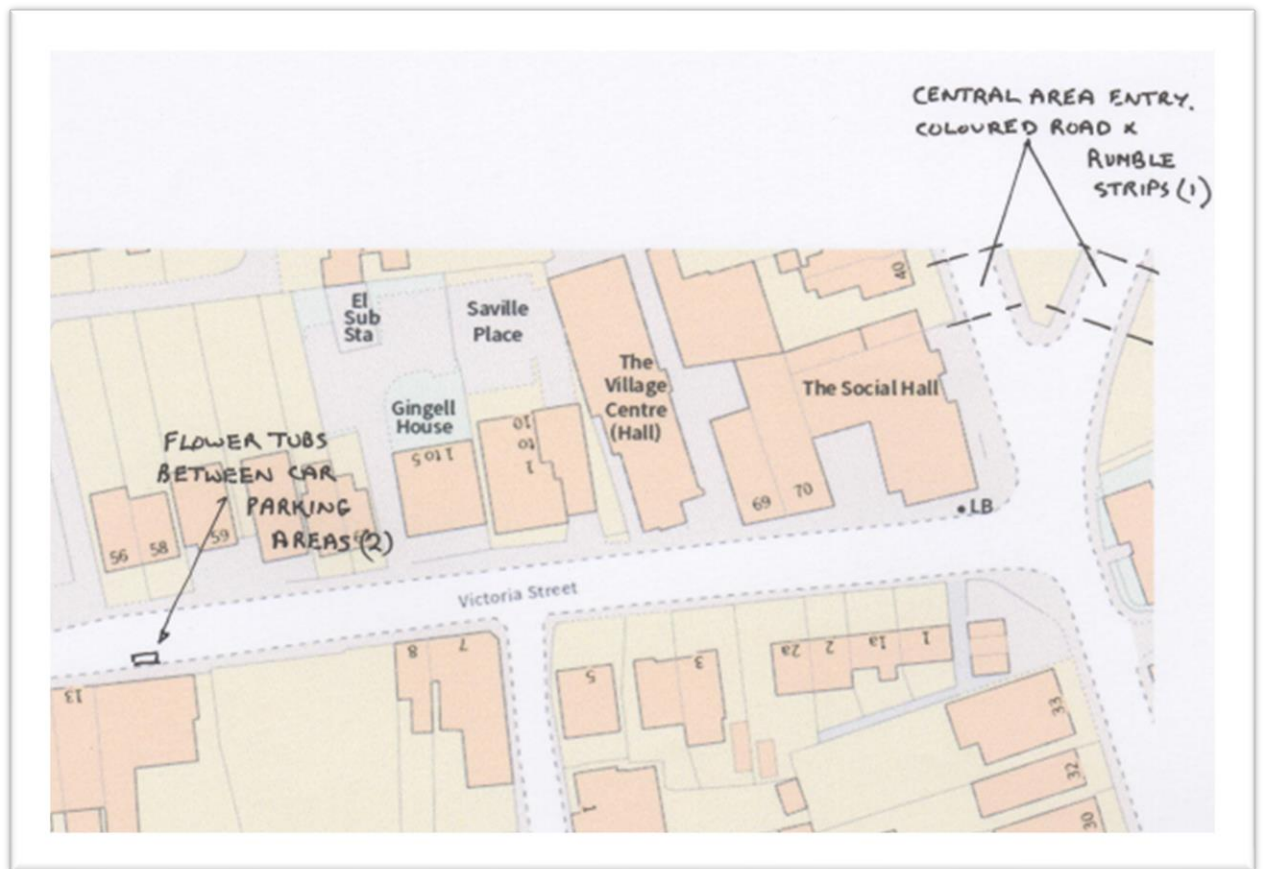 CENTRAL AREA ENTRY.
COLOURED ROAD &
RUMBLE
STRIPS (1)
40
El
Sub
Sta
Saville
Place
The
Village
Centre
(Hall)
The Social Hall
Gingell
House
1 to 5
1
to
10
FLOWER TUBS
BETWEEN CAR
PARKING
AREAS (2)
56
58
59
69
70
LB
Victoria Street
13
8
7
5
3
2a
2
1a
1
33
32
30
1